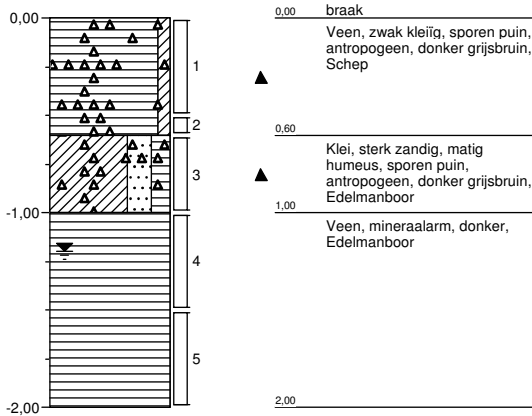 0,00
-1,00
-2,00
1
2
3
4
5
0,00 braak
Veen, zwak kleiïg, sporen puin,
antropogeen, donker grijsbruin,
Schep
0,60
Klei, sterk zandig, matig
humeus, sporen puin,
antropogeen, donker grijsbruin,
Edelmanboor
1,00
Veen, mineraalarm, donker,
Edelmanboor
2,00